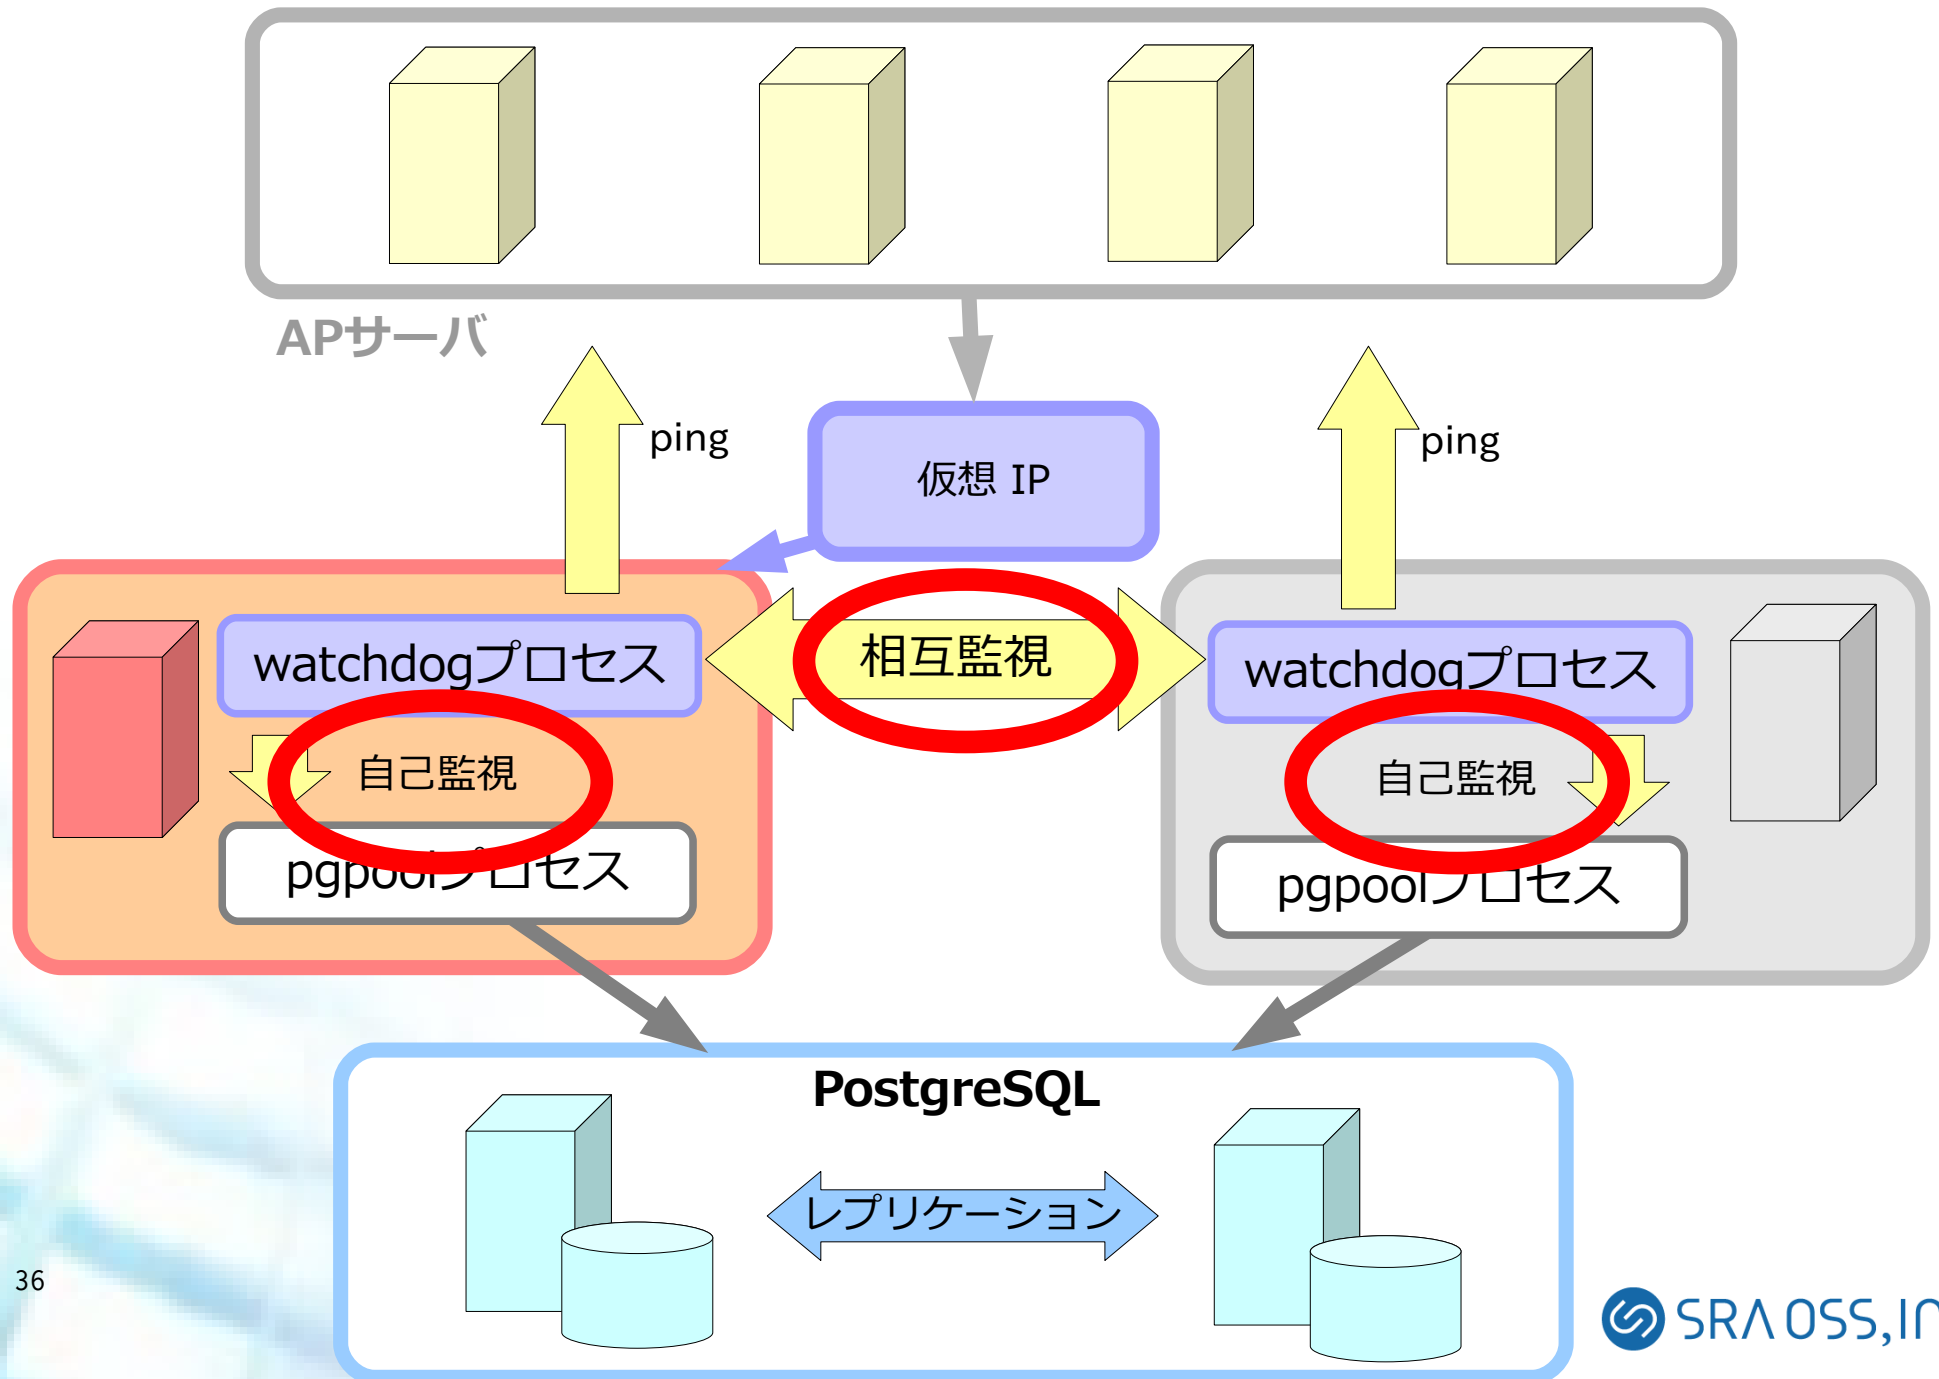 APサーバ
ping
ping
仮想 IP
watchdogプロセス
相互監視
watchdogプロセス
自己監視
自己監視
pgpoolプロセス
pgpoolプロセス
PostgreSQL
レプリケーション
36
SRA OSS, IN